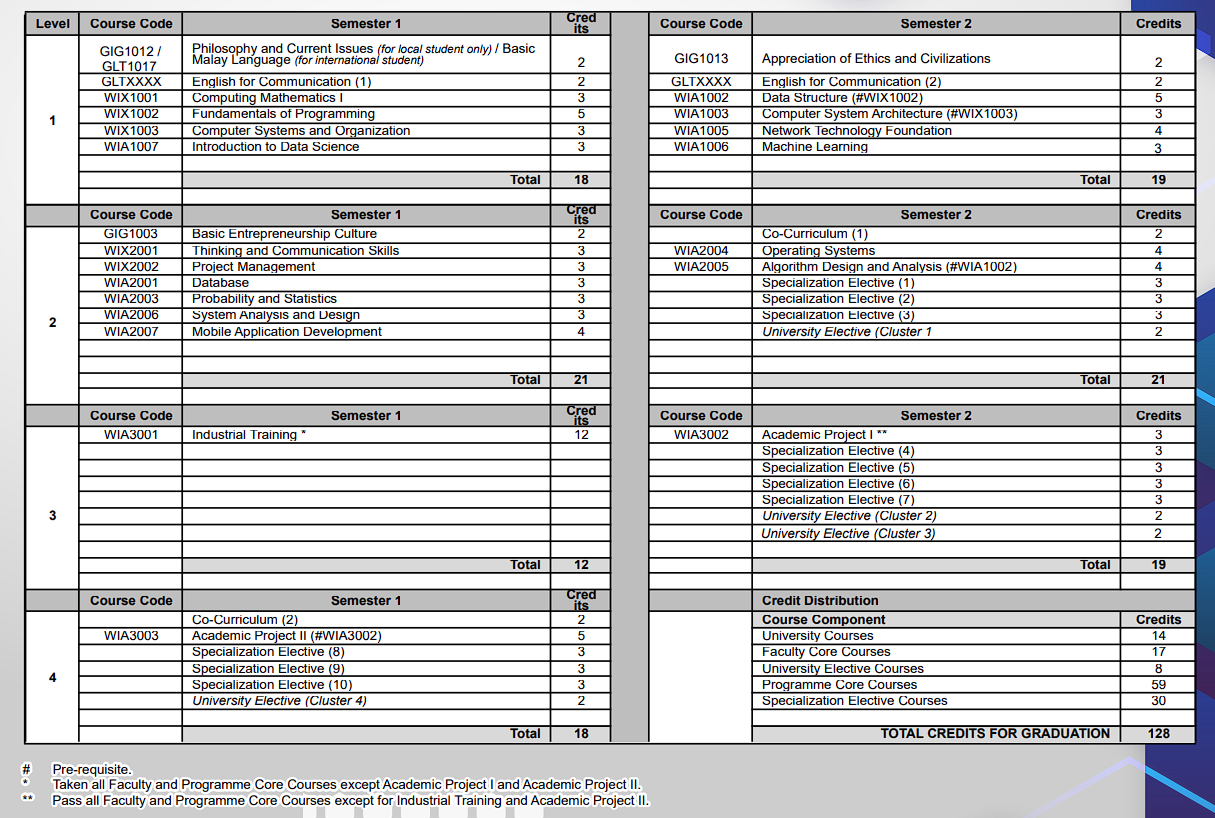 Level Course Code Semester 1 Cred its Course Code Semester 2 Credits
1
GIG1012 / GLT1017 Philosophy and Current Issues (for local student only) / Basic Malay Language (for international student) 2 GIG1013 Appreciation of Ethics and Civilizations 2
GLTXXXX English for Communication (1) 2 GLTXXXX English for Communication (2) 2
WIX1001 Computing Mathematics I 3 WIA1002 Data Structure (#WIX1002) 5
WIX1002 Fundamentals of Programming 5 WIA1003 Computer System Architecture (#WIX1003) 3
WIX1003 Computer Systems and Organization 3 WIA1005 Network Technology Foundation 4
WIA1007 Introduction to Data Science 3 WIA1006 Machine Learning 3
Total 18 Total 19
Course Code Semester 1 Cred its Course Code Semester 2 Credits
2
GIG1003 Basic Entrepreneurship Culture 2 Co-Curriculum (1) 2
WIX2001 Thinking and Communication Skills 3 WIA2004 Operating Systems 4
WIX2002 Project Management 3 WIA2005 Algorithm Design and Analysis (#WIA1002) 4
WIA2001 Database 3 Specialization Elective (1) 3
WIA2003 Probability and Statistics 3 Specialization Elective (2) 3
WIA2006 System Analysis and Design 3 Specialization Elective (3) 3
WIA2007 Mobile Application Development 4 University Elective (Cluster 1 2
Total 21 Total 21
Course Code Semester 1 Cred its Course Code Semester 2 Credits
3
WIA3001 Industrial Training * 12 WIA3002 Academic Project I ** 3
Specialization Elective (4) 3
Specialization Elective (5) 3
Specialization Elective (6) 3
Specialization Elective (7) 3
University Elective (Cluster 2) 2
University Elective (Cluster 3) 2
Total 12 Total 19
Course Code Semester 1 Cred its Credit Distribution
4
Co-Curriculum (2) 2 Course Component Credits
WIA3003 Academic Project II (#WIA3002) 5 University Courses 14
Specialization Elective (8) 3 Faculty Core Courses 17
Specialization Elective (9) 3 University Elective Courses 8
Specialization Elective (10) 3 Programme Core Courses 59
University Elective (Cluster 4) 2 Specialization Elective Courses 30
Total 18 TOTAL CREDITS FOR GRADUATION 128
# Pre-requisite.
* Taken all Faculty and Programme Core Courses except Academic Project I and Academic Project II.
** Pass all Faculty and Programme Core Courses except for Industrial Training and Academic Project II.